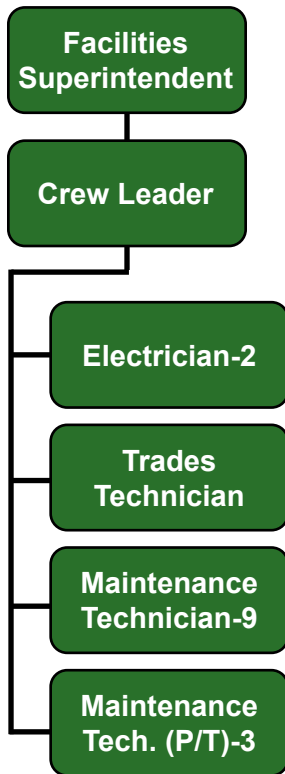 Facilities
Superintendent
Crew Leader
Electrician-2
Trades
Technician
Maintenance
Technician-9
Maintenance
Tech. (P/T)-3